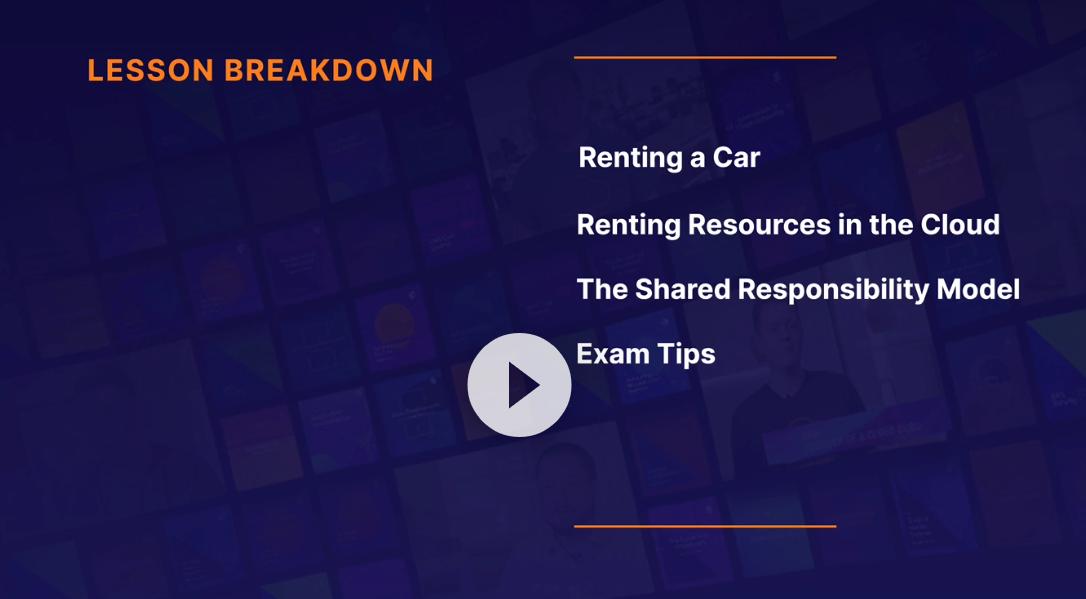 LESSON BREAKDOWN
Renting a Car
Renting Resources in the Cloud
The Shared Responsibility Model
Exam Tips